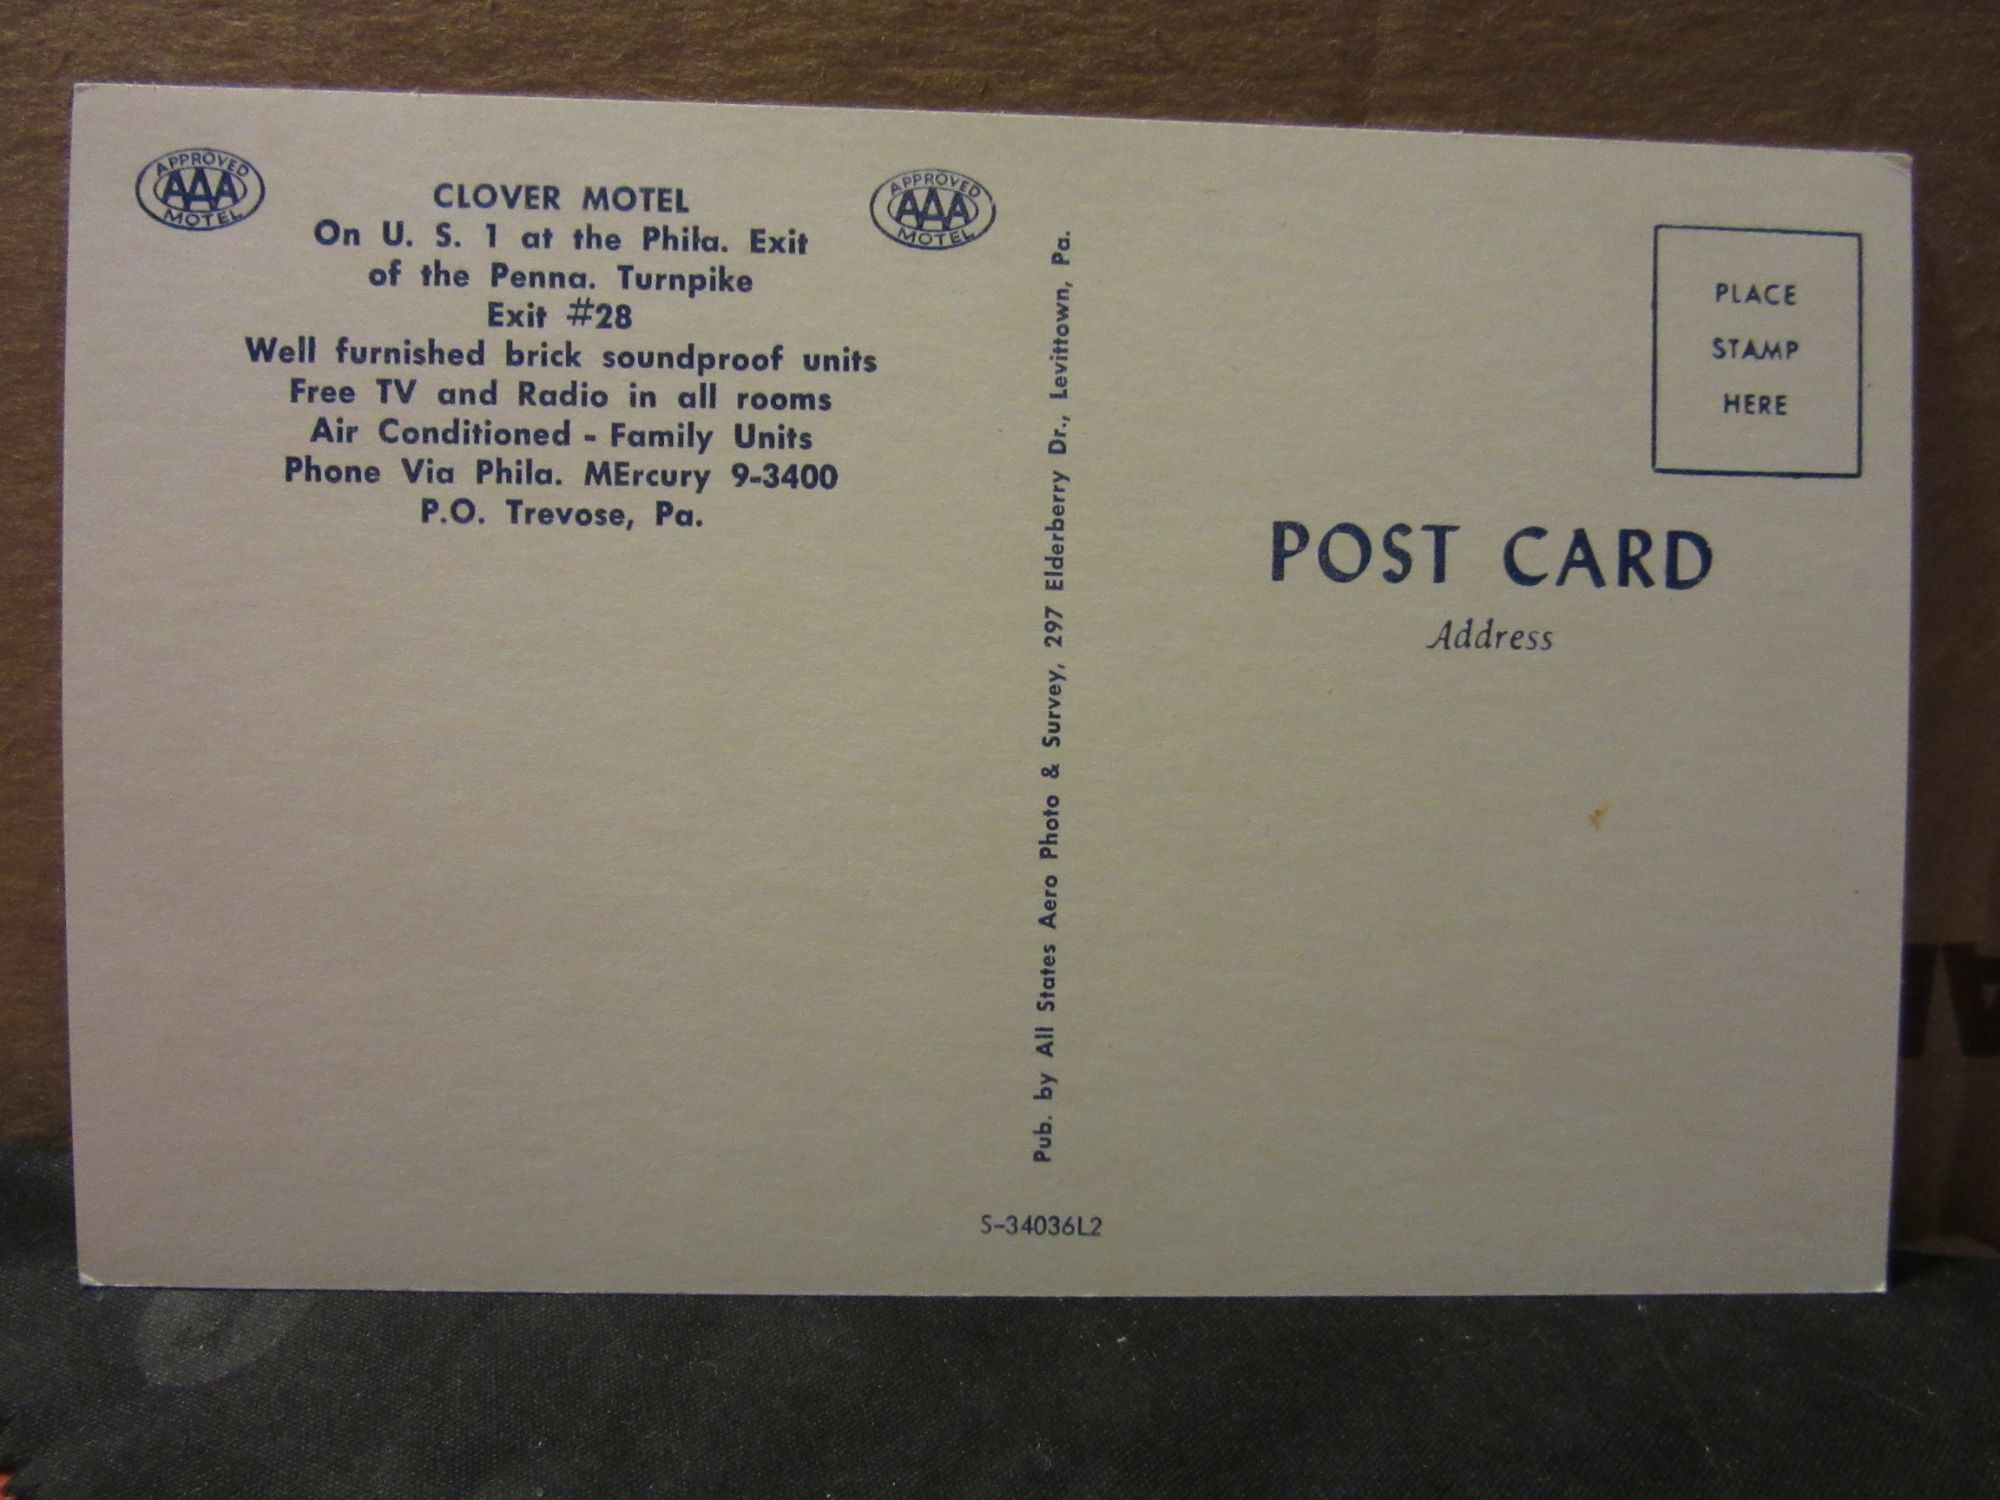 APPROVED
AAA
MOTEL
CLOVER MOTEL
On U. S. 1 at the Phila. Exit
of the Penna. Turnpike
Exit #28
Well furnished brick soundproof units
Free TV and Radio in all rooms
Air Conditioned - Family Units
Phone Via Phila. MErcury 9-3400
P.O. Trevose, Pa.
APPROVED
AAA
MOTEL
Pub. by All States Aero Photo & Survey, 297 Elderberry Dr., Levittown, Pa.
S-34036L2
PLACE
STAMP
HERE
POST CARD
Address